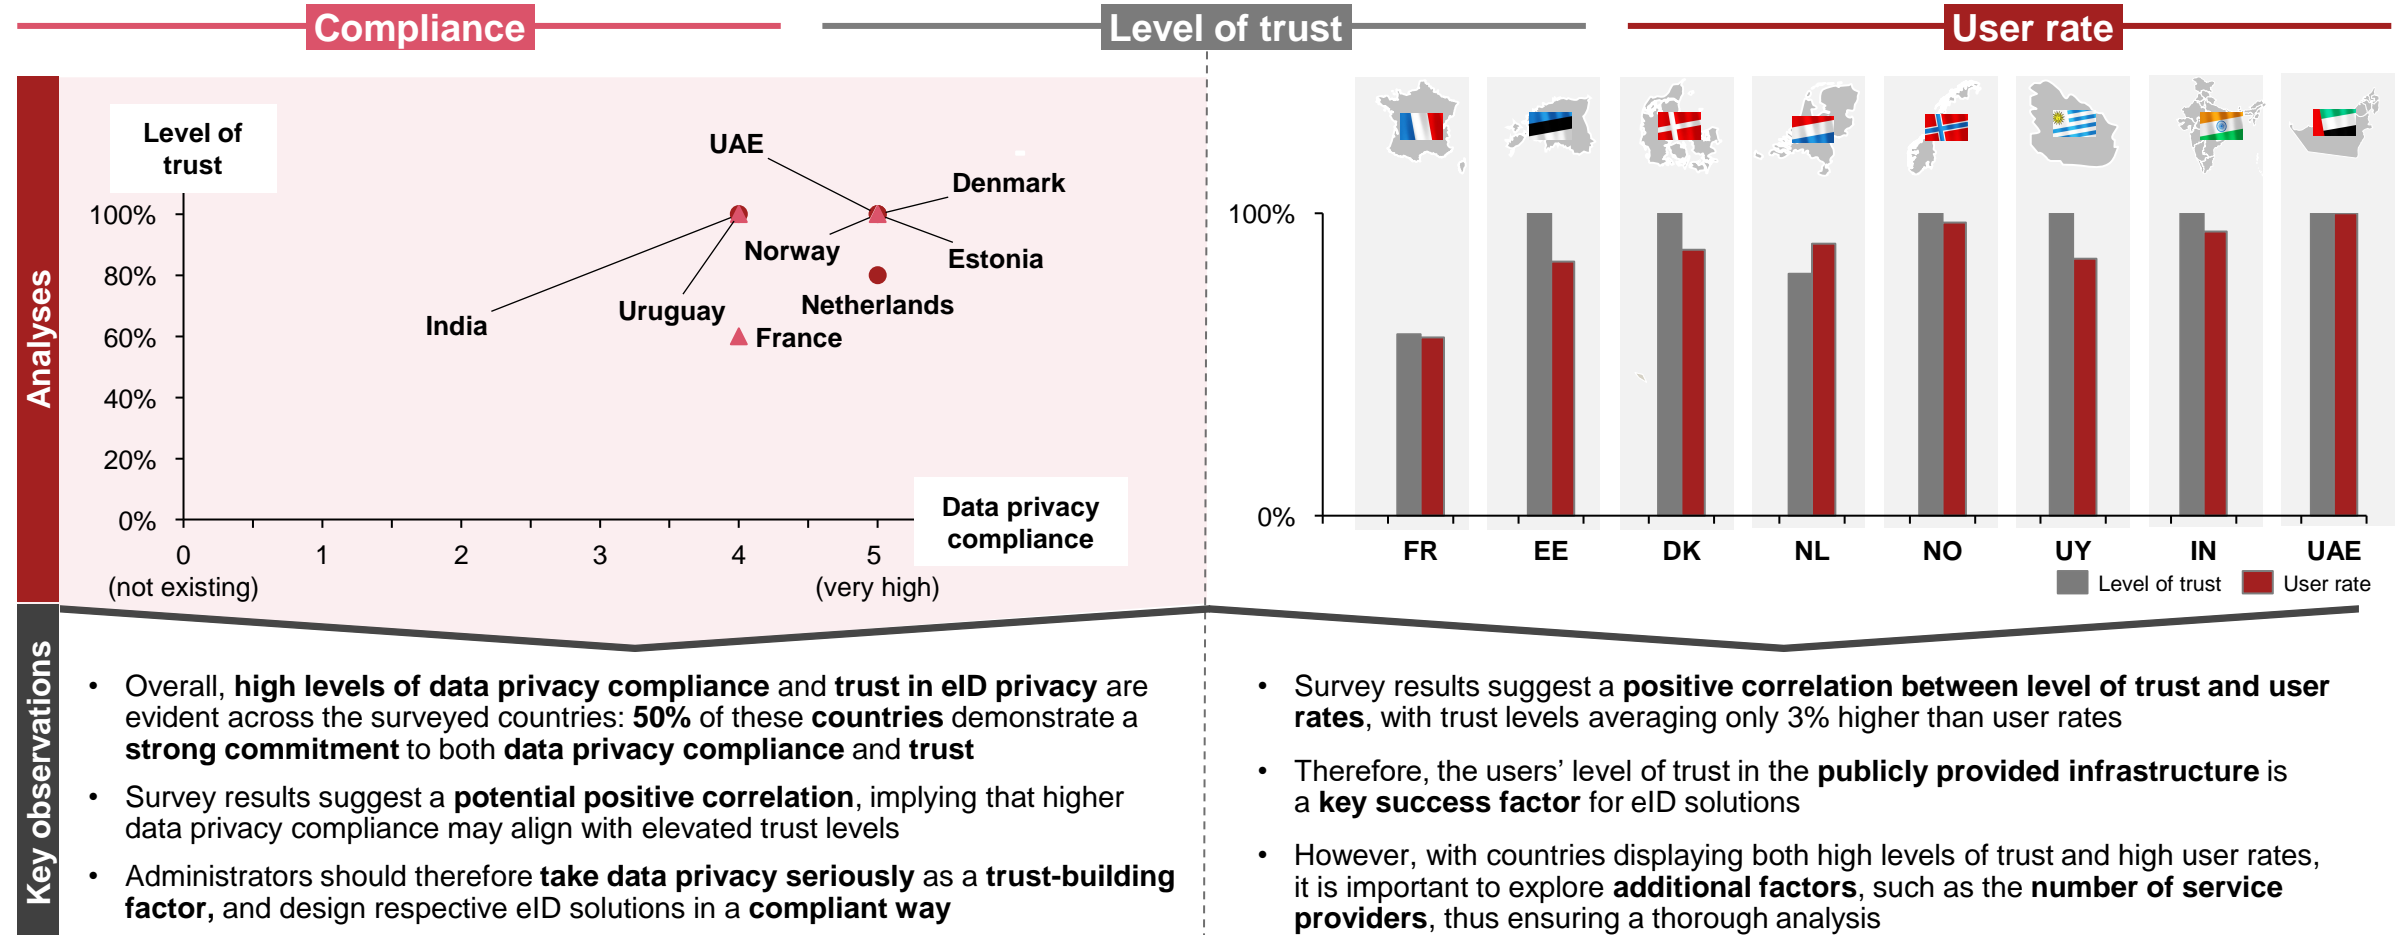 Compliance
Level of trust
User rate
Analyses
Level of
trust
100%
80%
60%
40%
20%
0%
UAE
Denmark
Norway
Estonia
Netherlands
Uruguay
India
France
0
1
2
3
4
5
(not existing)
(very high)
Data privacy
compliance
100%
0%
FR
EE
DK
NL
NO
UY
IN
UAE
Level of trust
User rate
Key observations
• Overall, high levels of data privacy compliance and trust in eID privacy are
evident across the surveyed countries: 50% of these countries demonstrate a
strong commitment to both data privacy compliance and trust
• Survey results suggest a potential positive correlation, implying that higher
data privacy compliance may align with elevated trust levels
• Administrators should therefore take data privacy seriously as a trust-building
factor, and design respective eID solutions in a compliant way
• Survey results suggest a positive correlation between level of trust and user
rates, with trust levels averaging only 3% higher than user rates
• Therefore, the users’ level of trust in the publicly provided infrastructure is
a key success factor for eID solutions
• However, with countries displaying both high levels of trust and high user rates,
it is important to explore additional factors, such as the number of service
providers, thus ensuring a thorough analysis